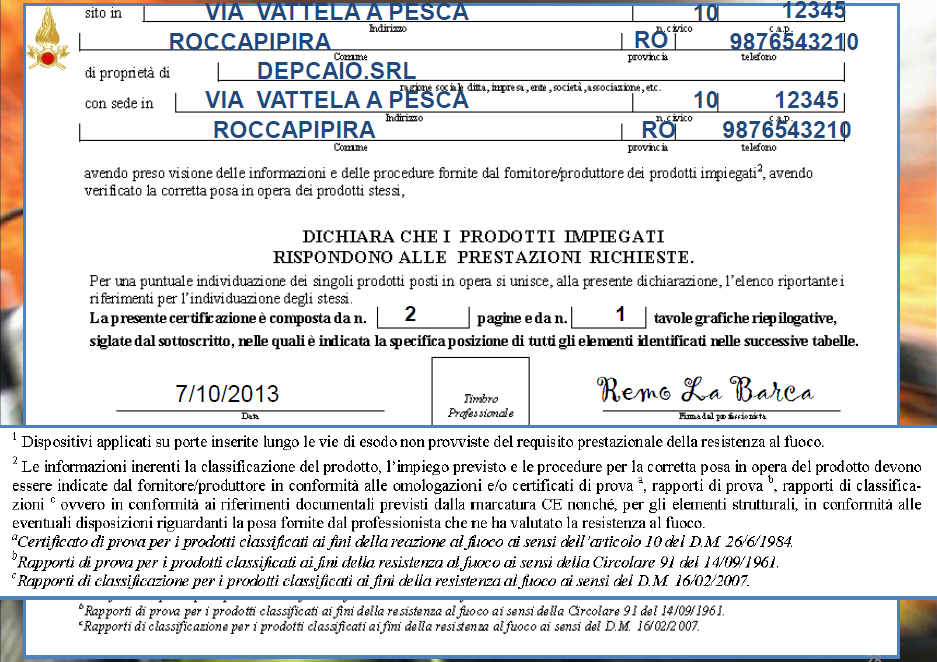 sito in VIA VATTELA A PESCA 10 12345
Indirizzo n. civico c.a.p.
ROCCAPIPIRA RO 9876543210
Comune provincia telefono
di proprietà di DEPCAIO.SRL
ragione sociale ditta, impresa, ente, società, associazione, etc.
con sede in VIA VATTELA A PESCA 10 12345
Indirizzo n. civico c.a.p.
ROCCAPIPIRA RO 9876543210
Comune provincia telefono
avendo preso visione delle informazioni e delle procedure fornite dal fornitore/produttore dei prodotti impiegati², avendo
verificato la corretta posa in opera dei prodotti stessi,
DICHIARA CHE I PRODOTTI IMPIEGATI
RISPONDONO ALLE PRESTAZIONI RICHIESTE.
Per una puntuale individuazione dei singoli prodotti posti in opera si unisce, alla presente dichiarazione, l'elenco riportante i
riferimenti per l'individuazione degli stessi.
La presente certificazione è composta da n. 2 pagine e da n. 1 tavole grafiche riepilogative,
siglate dal sottoscritto, nelle quali è indicata la specifica posizione di tutti gli elementi identificati nelle successive tabelle.
7/10/2013 Remo La Barca
Data Timbro Professionale Firma del professionista
¹ Dispositivi applicati su porte inserite lungo le vie di esodo non provviste del requisito prestazionale della resistenza al fuoco.
² Le informazioni inerenti la classificazione del prodotto, l'impiego previsto e le procedure per la corretta posa in opera del prodotto devono
essere indicate dal fornitore/produttore in conformità alle omologazioni e/o certificati di prova ᵃ, rapporti di prova ᵇ, rapporti di classifica-
zioni ᶜ ovvero in conformità ai riferimenti documentali previsti dalla marcatura CE nonché, per gli elementi strutturali, in conformità alle
eventuali disposizioni riguardanti la posa fornite dal professionista che ne ha valutato la resistenza al fuoco.
ᵃCertificato di prova per i prodotti classificati ai fini della reazione al fuoco ai sensi dell'articolo 10 del D.M. 26/6/1984.
ᵇRapporti di prova per i prodotti classificati ai fini della resistenza al fuoco ai sensi della Circolare 91 del 14/09/1961.
ᶜRapporti di classificazione per i prodotti classificati ai fini della resistenza al fuoco ai sensi del D.M. 16/02/2007.
ᵇRapporti di prova per i prodotti classificati ai fini della resistenza al fuoco ai sensi della Circolare 91 del 14/09/1961.
ᶜRapporti di classificazione per i prodotti classificati ai fini della resistenza al fuoco ai sensi del D.M. 16/02/2007.